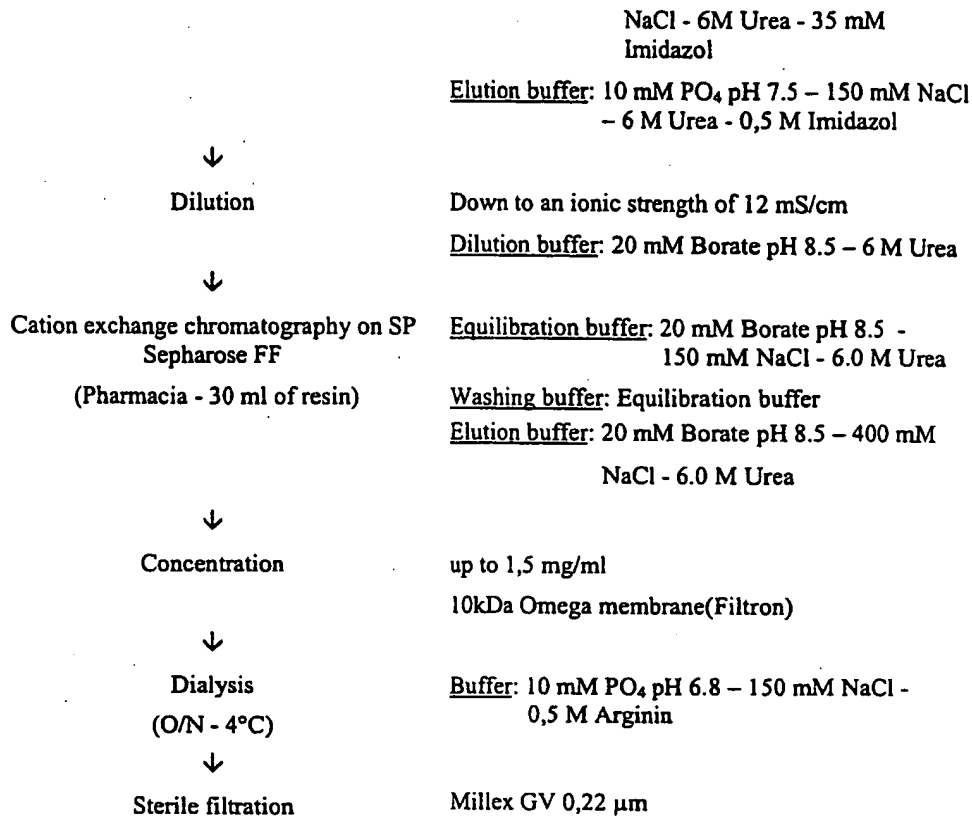 NaCl - 6M Urea - 35 mM
Imidazol
Elution buffer: 10 mM PO₄ pH 7.5 – 150 mM NaCl
– 6 M Urea - 0,5 M Imidazol
↓
Dilution
Down to an ionic strength of 12 mS/cm
Dilution buffer: 20 mM Borate pH 8.5 – 6 M Urea
↓
Cation exchange chromatography on SP
Sepharose FF
(Pharmacia - 30 ml of resin)
Equilibration buffer: 20 mM Borate pH 8.5 -
150 mM NaCl - 6.0 M Urea
Washing buffer: Equilibration buffer
Elution buffer: 20 mM Borate pH 8.5 – 400 mM
NaCl - 6.0 M Urea
↓
Concentration
up to 1,5 mg/ml
10kDa Omega membrane(Filtron)
↓
Dialysis
(O/N - 4°C)
Buffer: 10 mM PO₄ pH 6.8 – 150 mM NaCl -
0,5 M Arginin
↓
Sterile filtration
Millex GV 0,22 µm